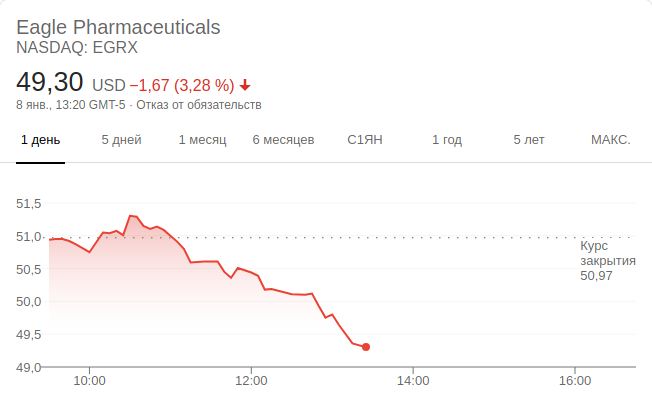 Eagle Pharmaceuticals
NASDAQ: EGRX
49,30 USD −1,67 (3,28 %)
8 янв., 13:20 GMT-5 · Отказ от обязательств
1 день 5 дней 1 месяц 6 месяцев С1ЯН 1 год 5 лет МАКС.
51,5
51,0
50,5
50,0
49,5
49,0
Курс
закрытия
50,97
10:00 12:00 14:00 16:00